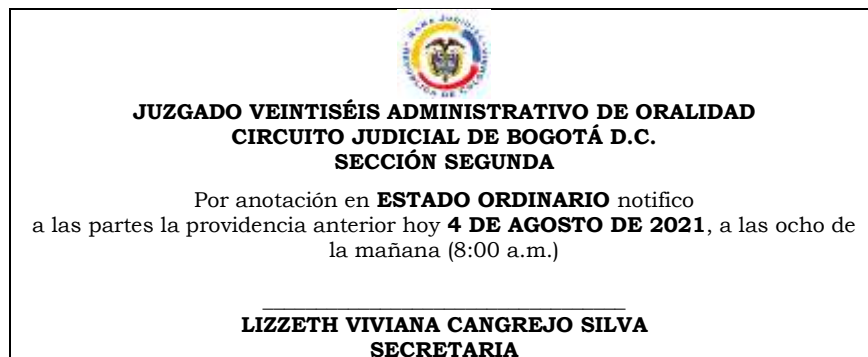 JUZGADO VEINTISÉIS ADMINISTRATIVO DE ORALIDAD
CIRCUITO JUDICIAL DE BOGOTÁ D.C.
SECCIÓN SEGUNDA
Por anotación en ESTADO ORDINARIO notifico
a las partes la providencia anterior hoy 4 DE AGOSTO DE 2021, a las ocho de
la mañana (8:00 a.m.)
LIZZETH VIVIANA CANGREJO SILVA
SECRETARIA